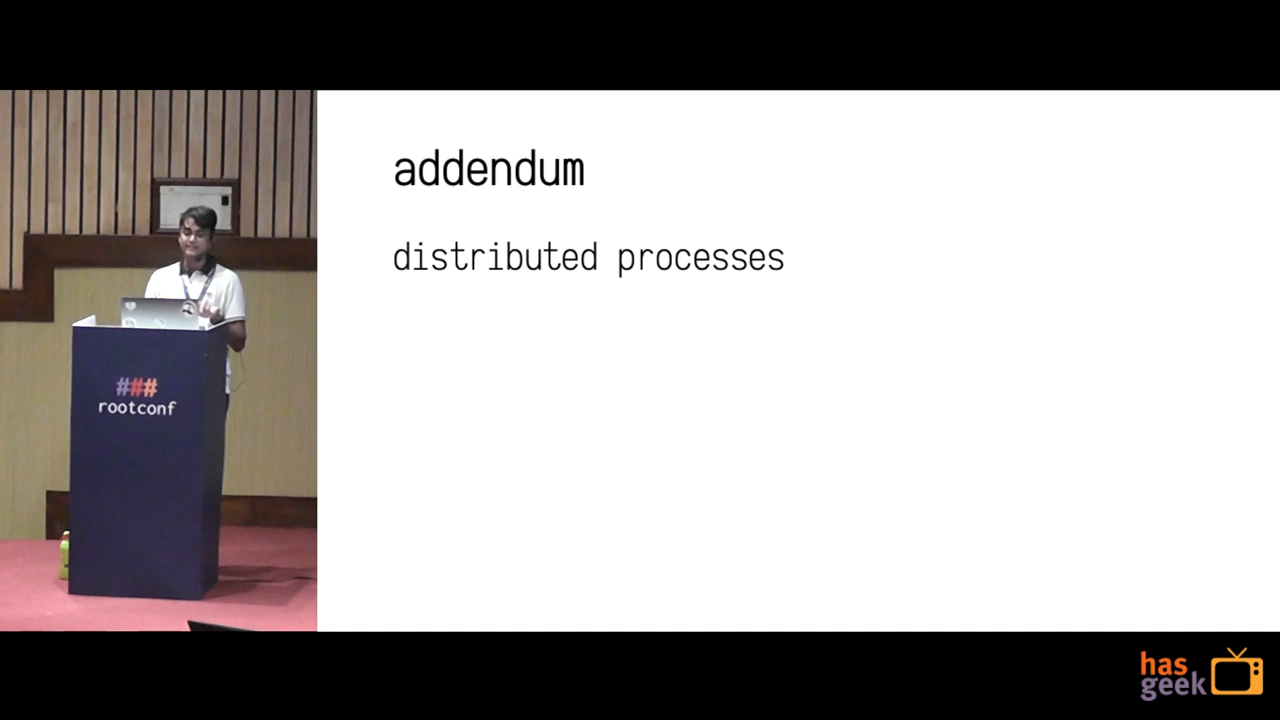 addendum
distributed processes
###
rootconf
has
geek